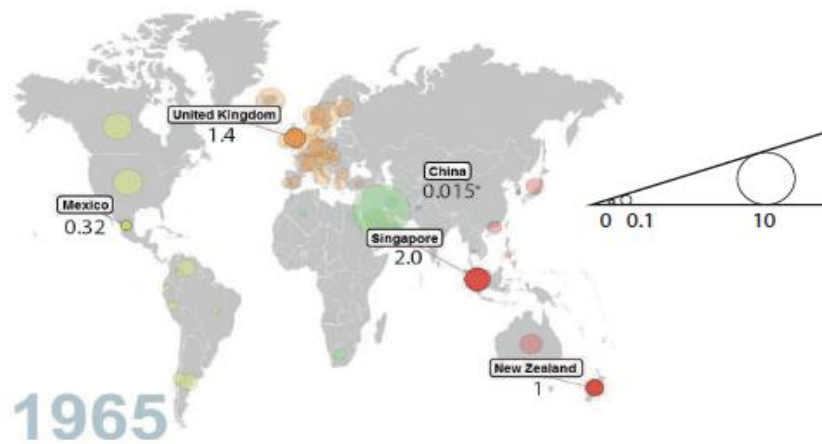 United Kingdom
1.4
China
0.015*
Mexico
0.32
0 0.1 10
Singapore
2.0
New Zealand
1
1965